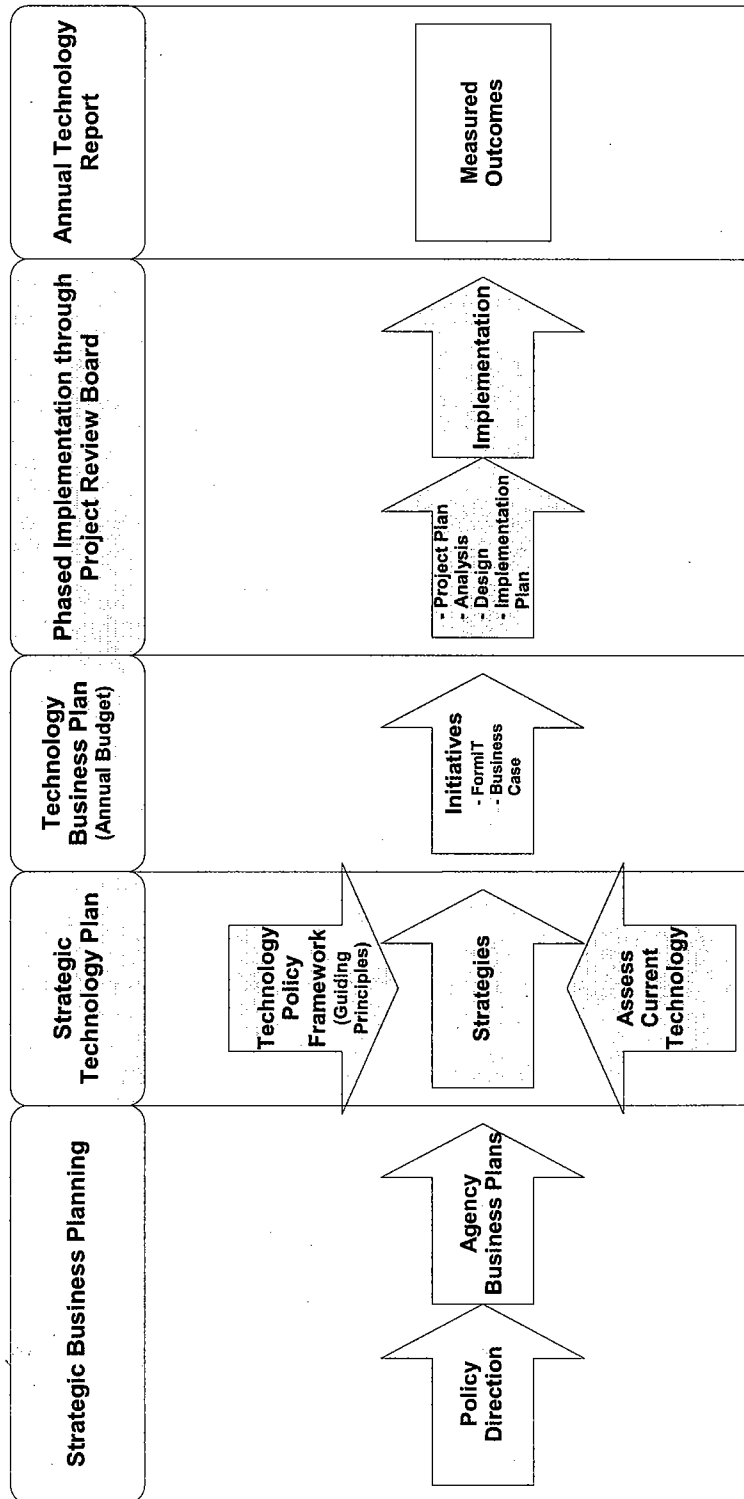 Strategic Business Planning
Strategic
Technology Plan
Technology
Business Plan
(Annual Budget)
Phased Implementation through
Project Review Board
Annual Technology
Report
Policy
Direction
Agency
Business Plans
Technology
Policy
Framework
(Guiding
Principles)
Strategies
Assess
Current
Technology
Initiatives
- FormIT
- Business
Case
- Project Plan
- Analysis
- Design
- Implementation
Plan
Implementation
Measured
Outcomes